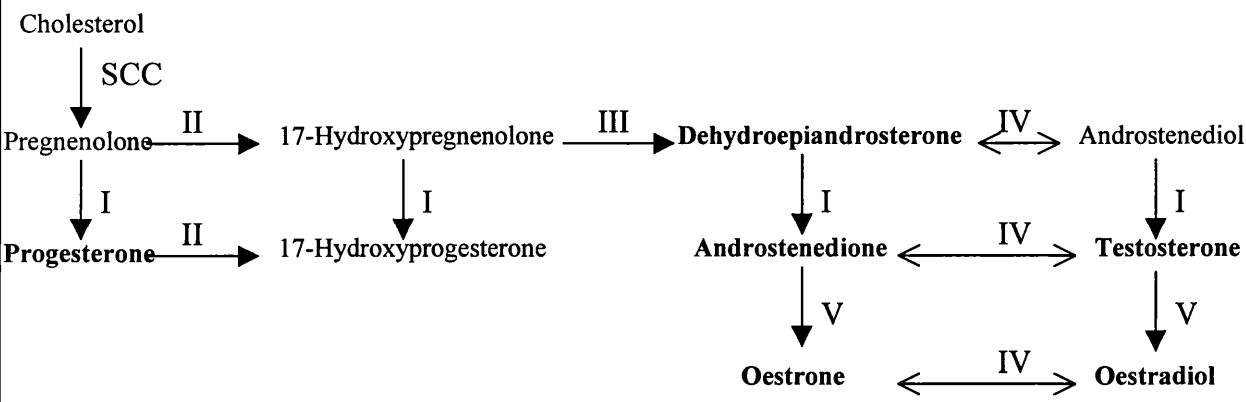 Cholesterol
SCC
Pregnenolone II 17-Hydroxypregnenolone III Dehydroepiandrosterone IV Androstenediol
I I I I
Progesterone II 17-Hydroxyprogesterone Androstenedione IV Testosterone
V V
Oestrone IV Oestradiol